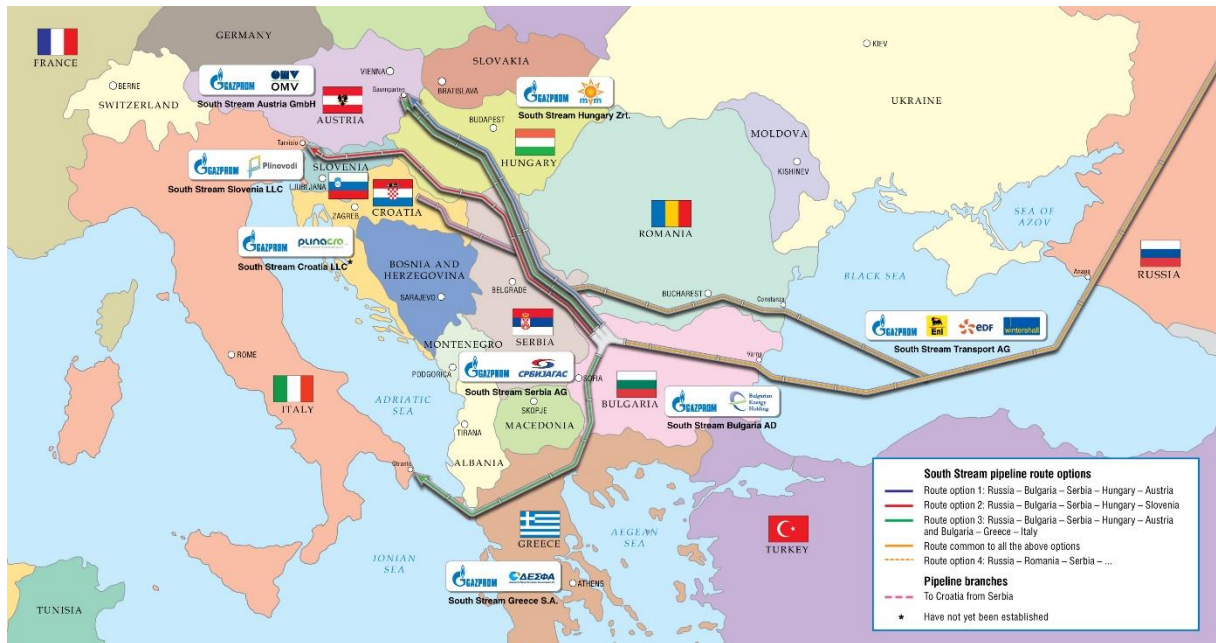 GERMANY
FRANCE
BERNE
SWITZERLAND
GAZPROM
OMV
OMV
South Stream Austria GmbH
VIENNA
Baumgarten
AUSTRIA
SLOVAKIA
BRATISLAVA
GAZPROM
South Stream Hungary Zrt.
BUDAPEST
HUNGARY
KIEV
UKRAINE
MOLDOVA
KISHINEV
Tarvisio
SLOVENIA
LJUBLJANA
GAZPROM
Plinovodi
South Stream Slovenia LLC
CROATIA
ZAGREB
GAZPROM
PLINACRO
South Stream Croatia LLC*
BOSNIA AND
HERZEGOVINA
SARAJEVO
BELGRADE
SERBIA
ROMANIA
BUCHAREST
Constanța
BLACK SEA
SEA OF
AZOV
RUSSIA
Anapa
GAZPROM
Eni
eDF
wintershall
South Stream Transport AG
MONTENEGRO
PODGORICA
GAZPROM
СРБИЈАГАС
South Stream Serbia AG
SOFIA
Varna
BULGARIA
GAZPROM
Bulgarian
Energy
Holding
South Stream Bulgaria AD
SKOPJE
MACEDONIA
TIRANA
ALBANIA
ROME
ITALY
ADRIATIC
SEA
Otranto
IONIAN
SEA
GREECE
AEGEAN
SEA
ATHENS
GAZPROM
ΔΕΣΦΑ
South Stream Greece S.A.
TURKEY
TUNISIA
South Stream pipeline route options
Route option 1: Russia – Bulgaria – Serbia – Hungary – Austria
Route option 2: Russia – Bulgaria – Serbia – Hungary – Slovenia
Route option 3: Russia – Bulgaria – Serbia – Hungary – Austria
and Bulgaria – Greece – Italy
Route common to all the above options
Route option 4: Russia – Romania – Serbia – ...
Pipeline branches
To Croatia from Serbia
* Have not yet been established